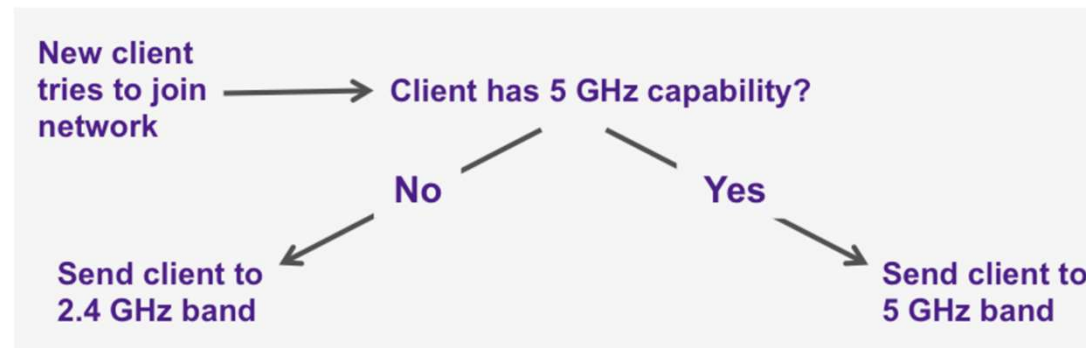 New client
tries to join
network
Client has 5 GHz capability?
No
Yes
Send client to
2.4 GHz band
Send client to
5 GHz band